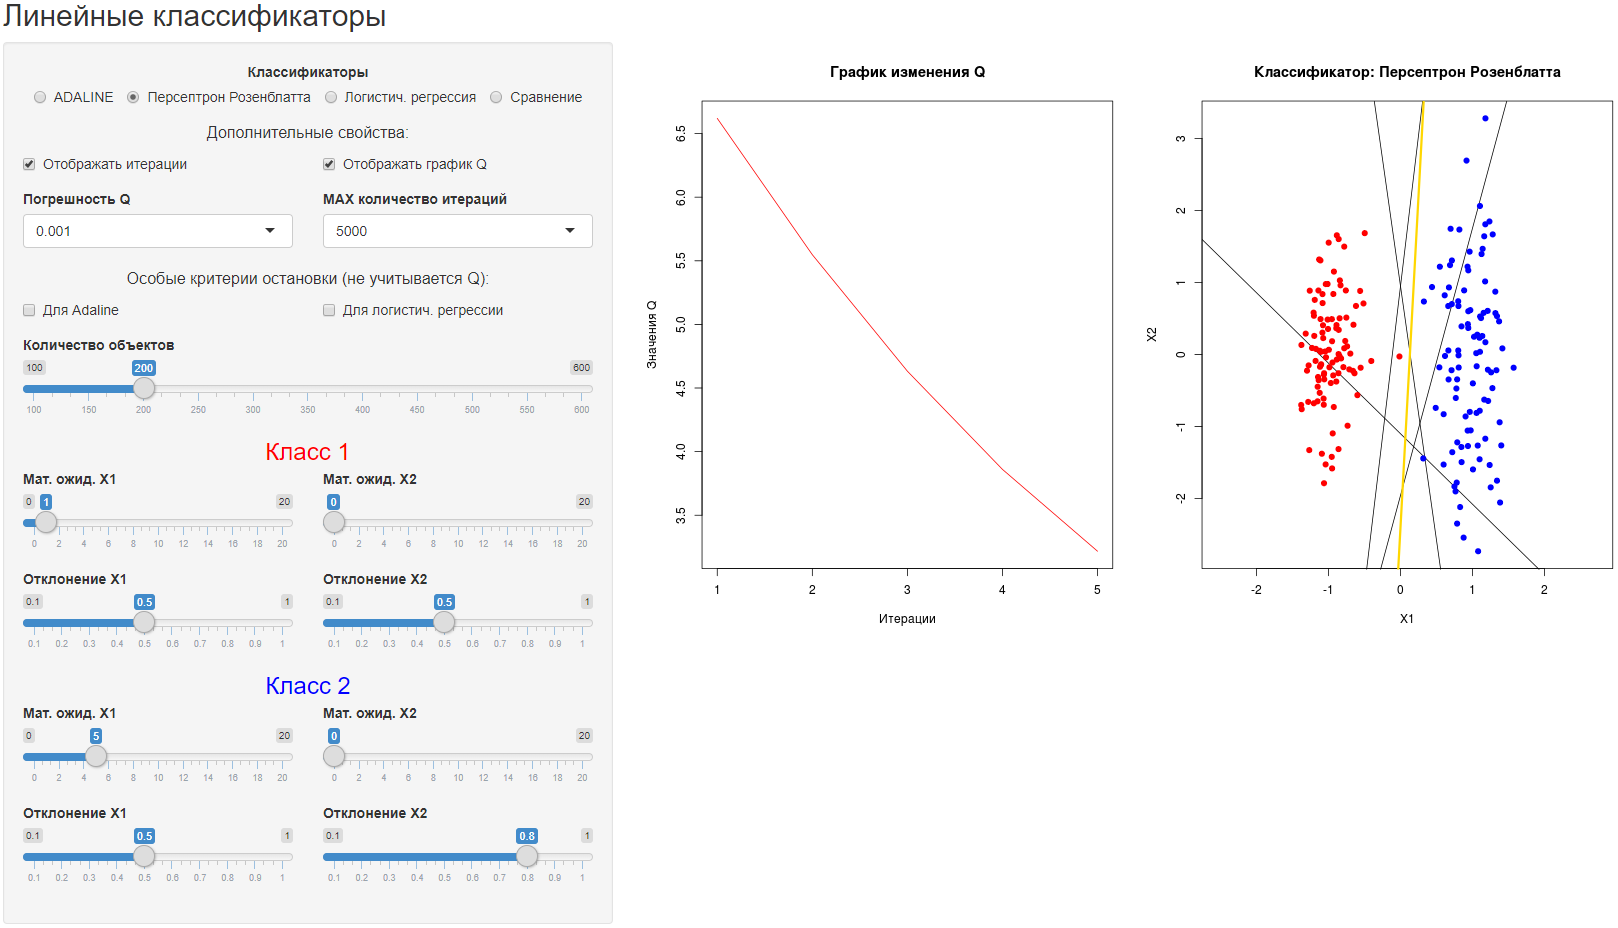 Линейные классификаторы
Классификаторы
ADALINE Персептрон Розенблатта Логистич. регрессия Сравнение
Дополнительные свойства:
Отображать итерации Отображать график Q
Погрешность Q MAX количество итераций
0.001 5000
Особые критерии остановки (не учитывается Q):
Для Adaline Для логистич. регрессии
Количество объектов
100 200 600
100 150 200 250 300 350 400 450 500 550 600
Класс 1
Мат. ожид. X1 Мат. ожид. X2
0 1 20 0 20
0 2 4 6 8 10 12 14 16 18 20 0 2 4 6 8 10 12 14 16 18 20
Отклонение X1 Отклонение X2
0.1 0.5 1 0.1 0.5 1
0.1 0.2 0.3 0.4 0.5 0.6 0.7 0.8 0.9 1 0.1 0.2 0.3 0.4 0.5 0.6 0.7 0.8 0.9 1
Класс 2
Мат. ожид. X1 Мат. ожид. X2
0 5 20 0 20
0 2 4 6 8 10 12 14 16 18 20 0 2 4 6 8 10 12 14 16 18 20
Отклонение X1 Отклонение X2
0.1 0.5 1 0.1 0.8 1
0.1 0.2 0.3 0.4 0.5 0.6 0.7 0.8 0.9 1 0.1 0.2 0.3 0.4 0.5 0.6 0.7 0.8 0.9 1
График изменения Q
Значения Q
6.5
6.0
5.5
5.0
4.5
4.0
3.5
1 2 3 4 5
Итерации
Классификатор: Персептрон Розенблатта
X2
3
2
1
0
-1
-2
-2 -1 0 1 2
X1